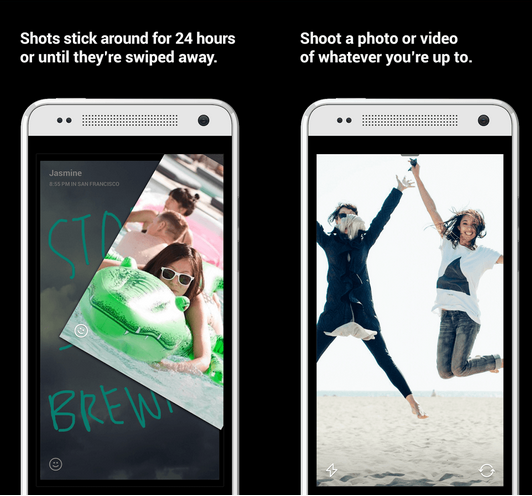 Shots stick around for 24 hours
or until they're swiped away.
Shoot a photo or video
of whatever you're up to.
Jasmine
8:55 PM IN SAN FRANCISCO